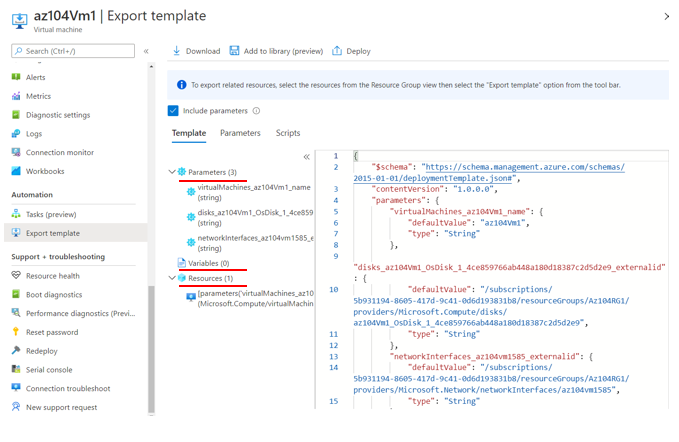 az104Vm1 | Export template
Virtual machine
Search (Ctrl+/)
Alerts
Metrics
Diagnostic settings
Logs
Connection monitor
Workbooks
Automation
Tasks (preview)
Export template
Support + troubleshooting
Resource health
Boot diagnostics
Performance diagnostics (Previ...
Reset password
Redeploy
Serial console
Connection troubleshoot
New support request
Download
Add to library (preview)
Deploy
To export related resources, select the resources from the Resource Group view then select the "Export template" option from the tool bar.
Include parameters
Template
Parameters
Scripts
Parameters (3)
virtualMachines_az104Vm1_name
(string)
disks_az104Vm1_OsDisk_1_4ce859
(string)
networkInterfaces_az104vm1585_e
(string)
Variables (0)
Resources (1)
[parameters('virtualMachines_az10
(Microsoft.Compute/virtualMachin
1 {
2 "$schema": "https://schema.management.azure.com/schemas/
2015-01-01/deploymentTemplate.json#",
3 "contentVersion": "1.0.0.0",
4 "parameters": {
5 "virtualMachines_az104Vm1_name": {
6 "defaultValue": "az104Vm1",
7 "type": "String"
8 },
9
"disks_az104Vm1_OsDisk_1_4ce859766ab448a180d18387c2d5d2e9_externalid"
: {
10 "defaultValue": "/subscriptions/
5b931194-8605-417d-9c41-0d6d193831b8/resourceGroups/Az104RG1/
providers/Microsoft.Compute/disks/
az104Vm1_OsDisk_1_4ce859766ab448a180d18387c2d5d2e9",
11 "type": "String"
12 },
13 "networkInterfaces_az104vm1585_externalid": {
14 "defaultValue": "/subscriptions/
5b931194-8605-417d-9c41-0d6d193831b8/resourceGroups/Az104RG1/
providers/Microsoft.Network/networkInterfaces/az104vm1585",
15 "type": "String"